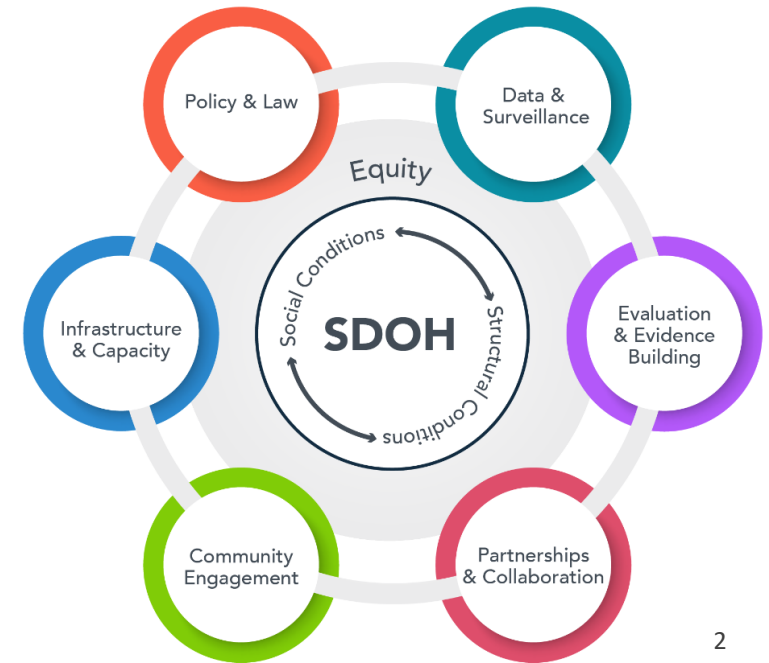 Policy & Law
Data &
Surveillance
Equity
Social Conditions
SDOH
Structural Conditions
Infrastructure
& Capacity
Evaluation
& Evidence
Building
Community
Engagement
Partnerships
& Collaboration
2